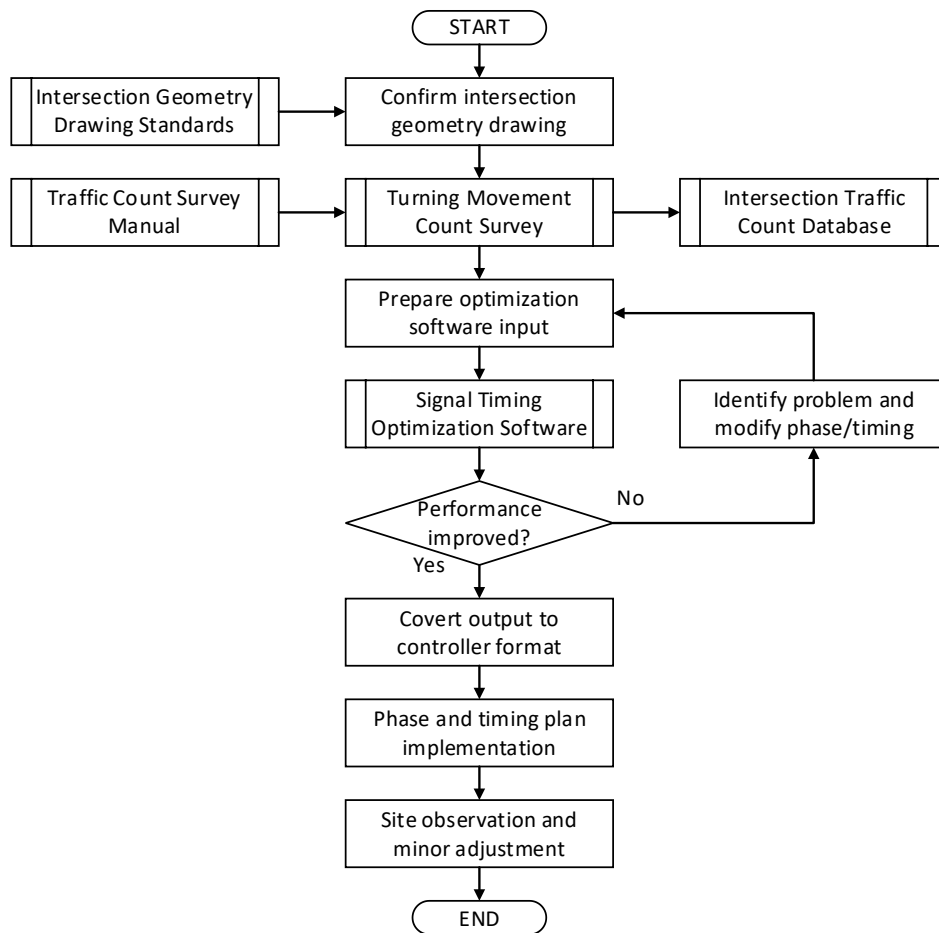 START
Intersection Geometry
Drawing Standards
Confirm intersection
geometry drawing
Traffic Count Survey
Manual
Turning Movement
Count Survey
Intersection Traffic
Count Database
Prepare optimization
software input
Signal Timing
Optimization Software
Identify problem and
modify phase/timing
Performance
improved?
No
Yes
Covert output to
controller format
Phase and timing plan
implementation
Site observation and
minor adjustment
END